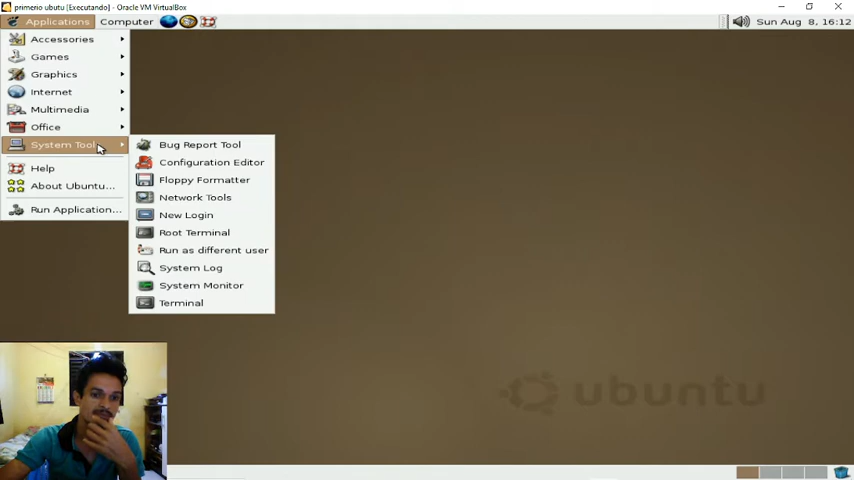 primerio ubutu [Executando] - Oracle VM VirtualBox
Applications Computer Sun Aug 8, 16:12
Accessories
Games
Graphics
Internet
Multimedia
Office
System Tool
Help
About Ubuntu...
Run Application...
Bug Report Tool
Configuration Editor
Floppy Formatter
Network Tools
New Login
Root Terminal
Run as different user
System Log
System Monitor
Terminal
ubuntu